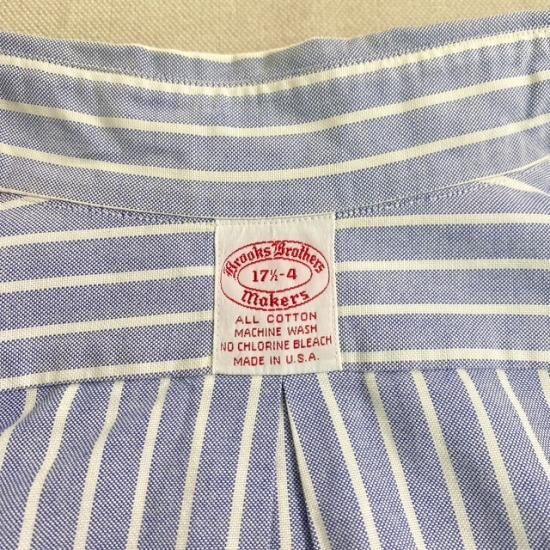 Brooks Brothers
17½-4
Makers
ALL COTTON
MACHINE WASH
NO CHLORINE BLEACH
MADE IN U.S.A.